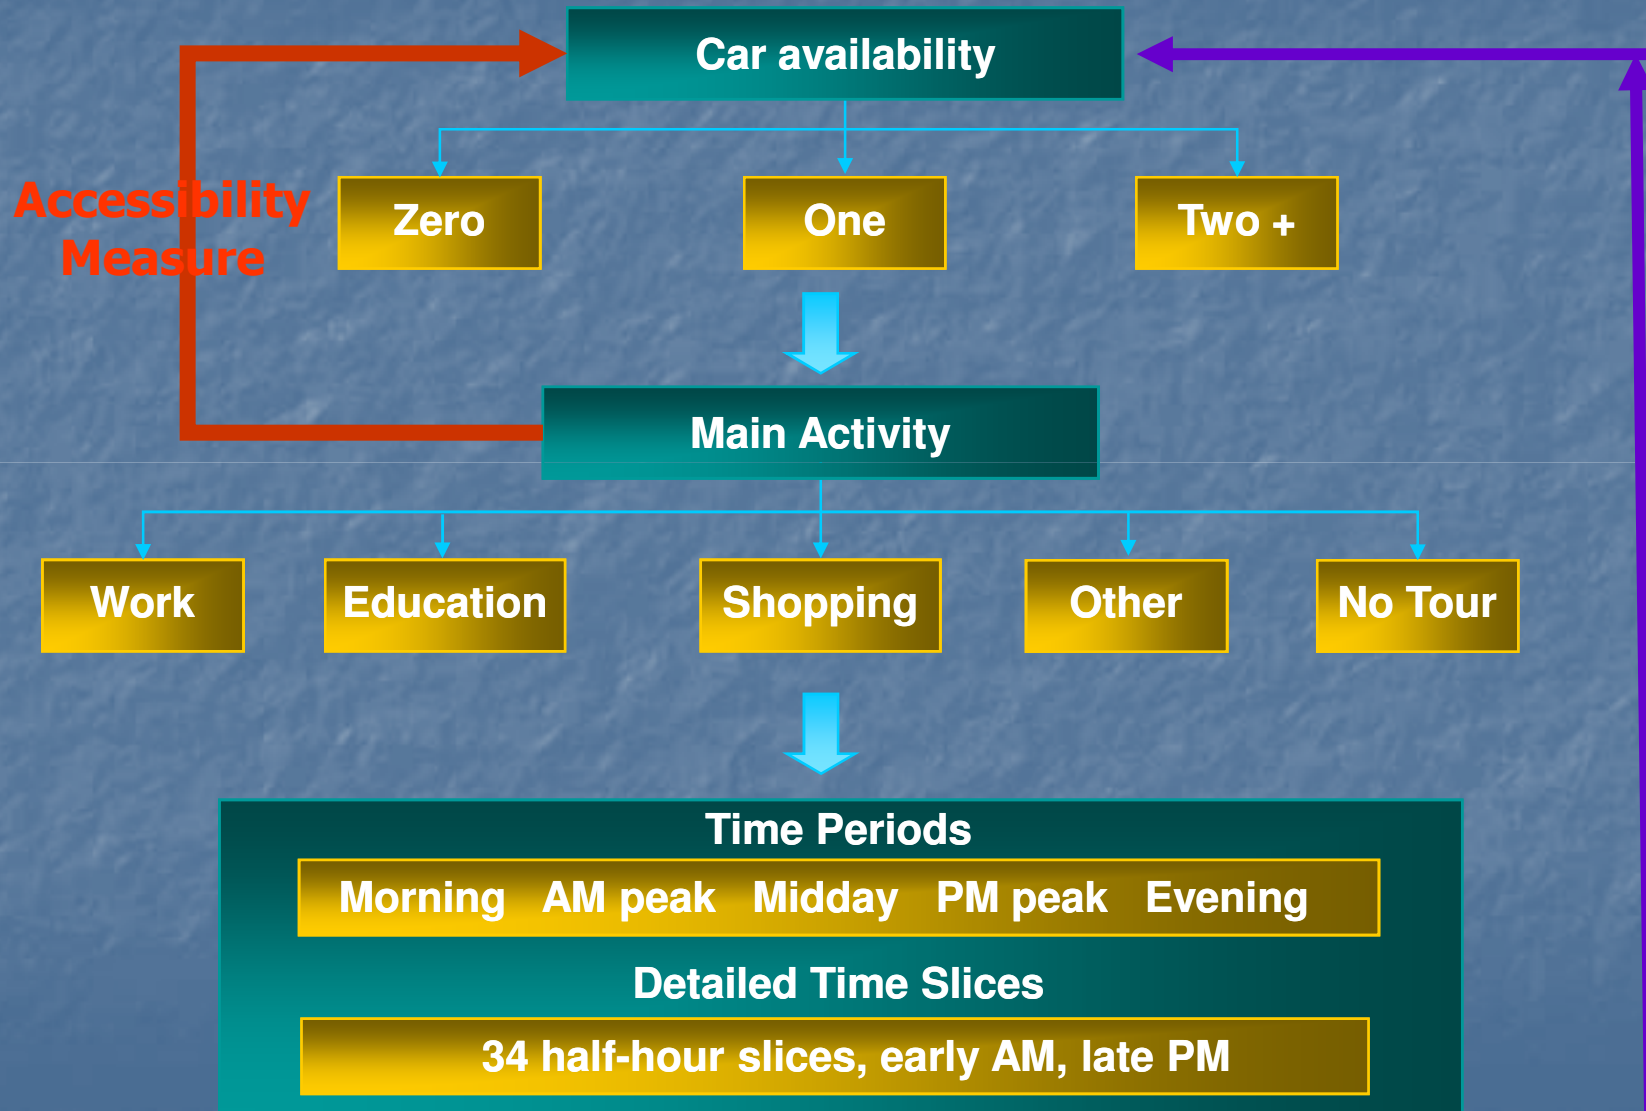 Car availability
Accessibility
Measure
Zero
One
Two +
Main Activity
Work
Education
Shopping
Other
No Tour
Time Periods
Morning AM peak Midday PM peak Evening
Detailed Time Slices
34 half-hour slices, early AM, late PM